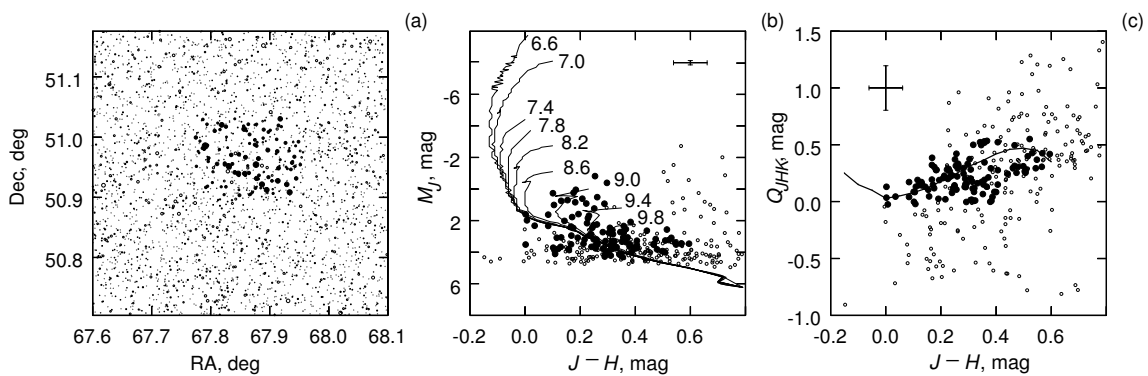 (a)
(b)
(c)
51.1
51.0
50.9
50.8
Dec, deg
67.6 67.7 67.8 67.9 68.0 68.1
RA, deg
6.6
7.0
7.4
7.8
8.2
8.6
9.0
9.4
9.8
-6
-2
2
6
M_J, mag
-0.2 0.0 0.2 0.4 0.6
J − H, mag
1.5
1.0
0.5
0.0
-0.5
-1.0
Q_JHK, mag
-0.2 0.0 0.2 0.4 0.6
J − H, mag